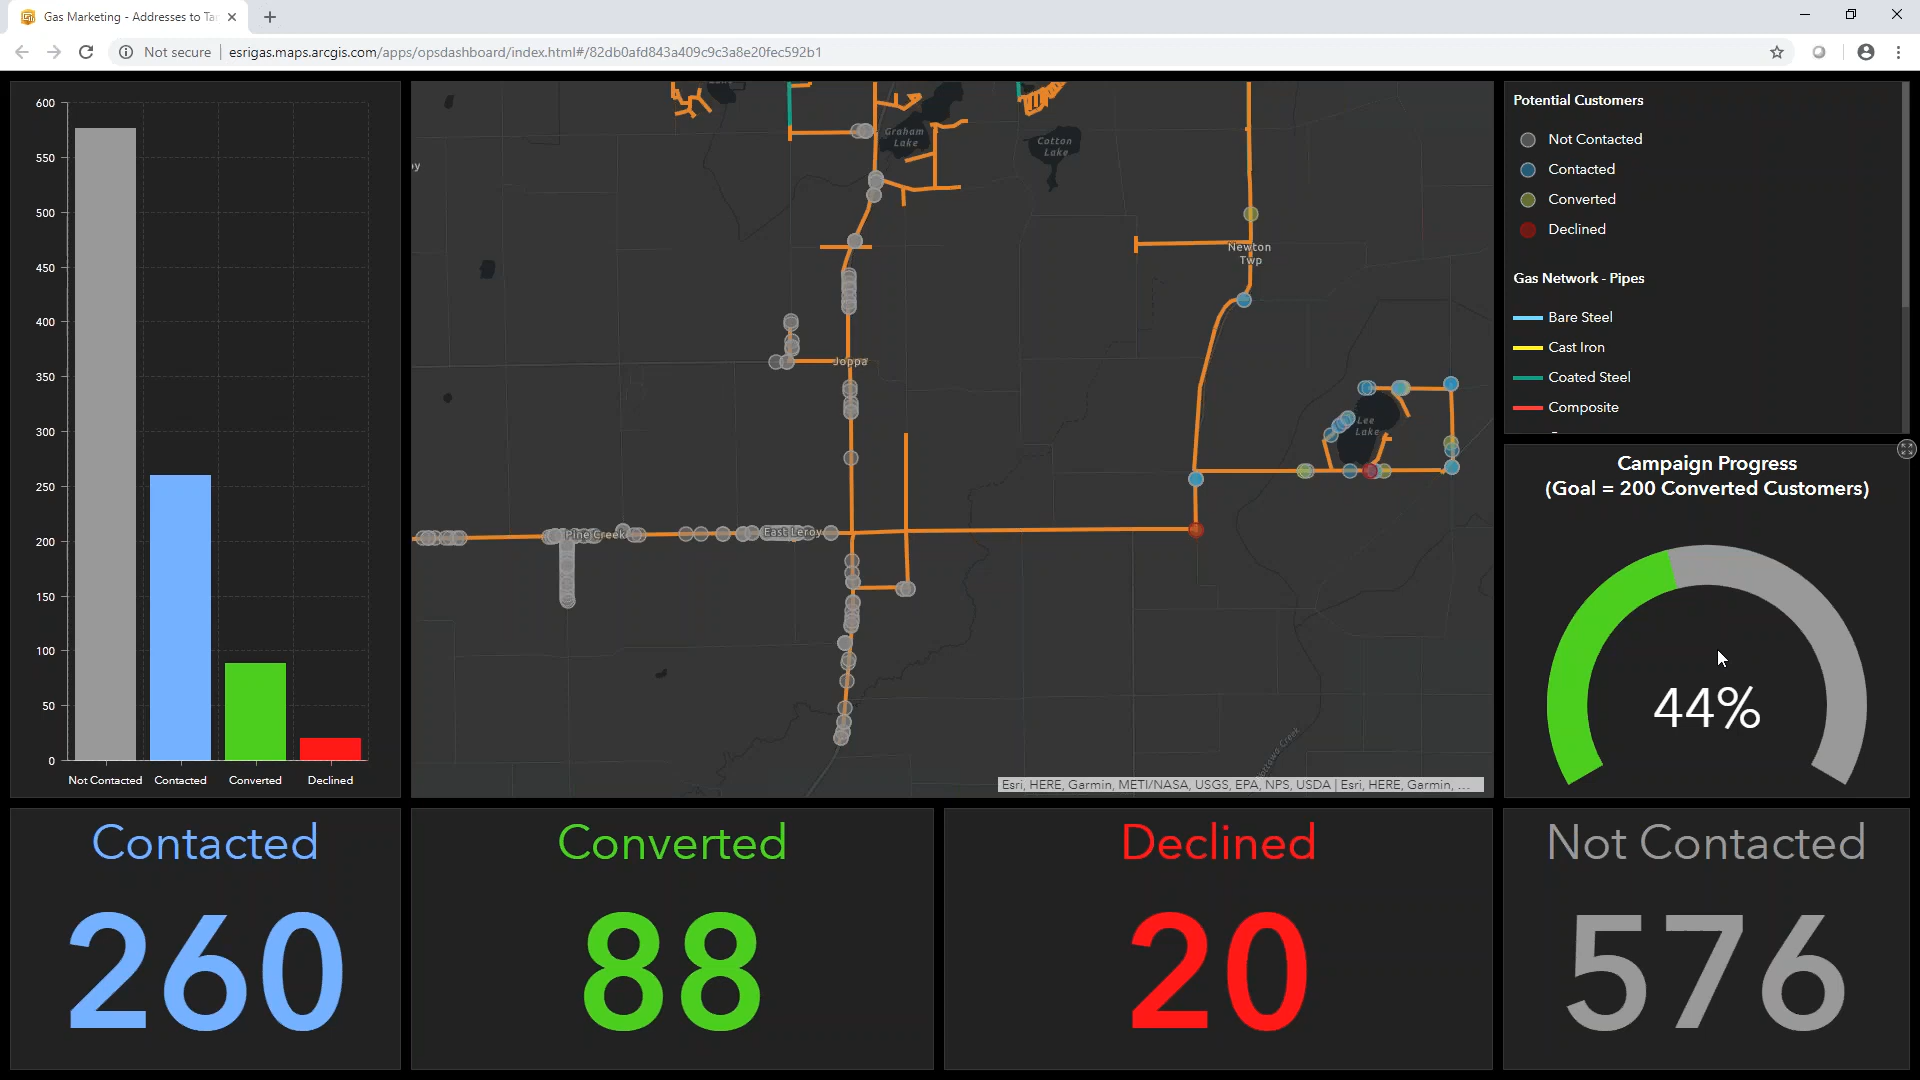 Gas Marketing - Addresses to Ta
Not secure
esrigas.maps.arcgis.com/apps/opsdashboard/index.html#/82db0afd843a409c9c3a8e20fec592b1
600
550
500
450
400
350
300
250
200
150
100
50
0
Not Contacted
Contacted
Converted
Declined
y
Graham
Lake
Cotton
Lake
Newton
Twp
Joppa
Lee
Lake
Pine Creek
East Leroy
Esri, HERE, Garmin, METI/NASA, USGS, EPA, NPS, USDA | Esri, HERE, Garmin, ...
Potential Customers
Not Contacted
Contacted
Converted
Declined
Gas Network - Pipes
Bare Steel
Cast Iron
Coated Steel
Composite
Campaign Progress
(Goal = 200 Converted Customers)
44%
Contacted
260
Converted
88
Declined
20
Not Contacted
576